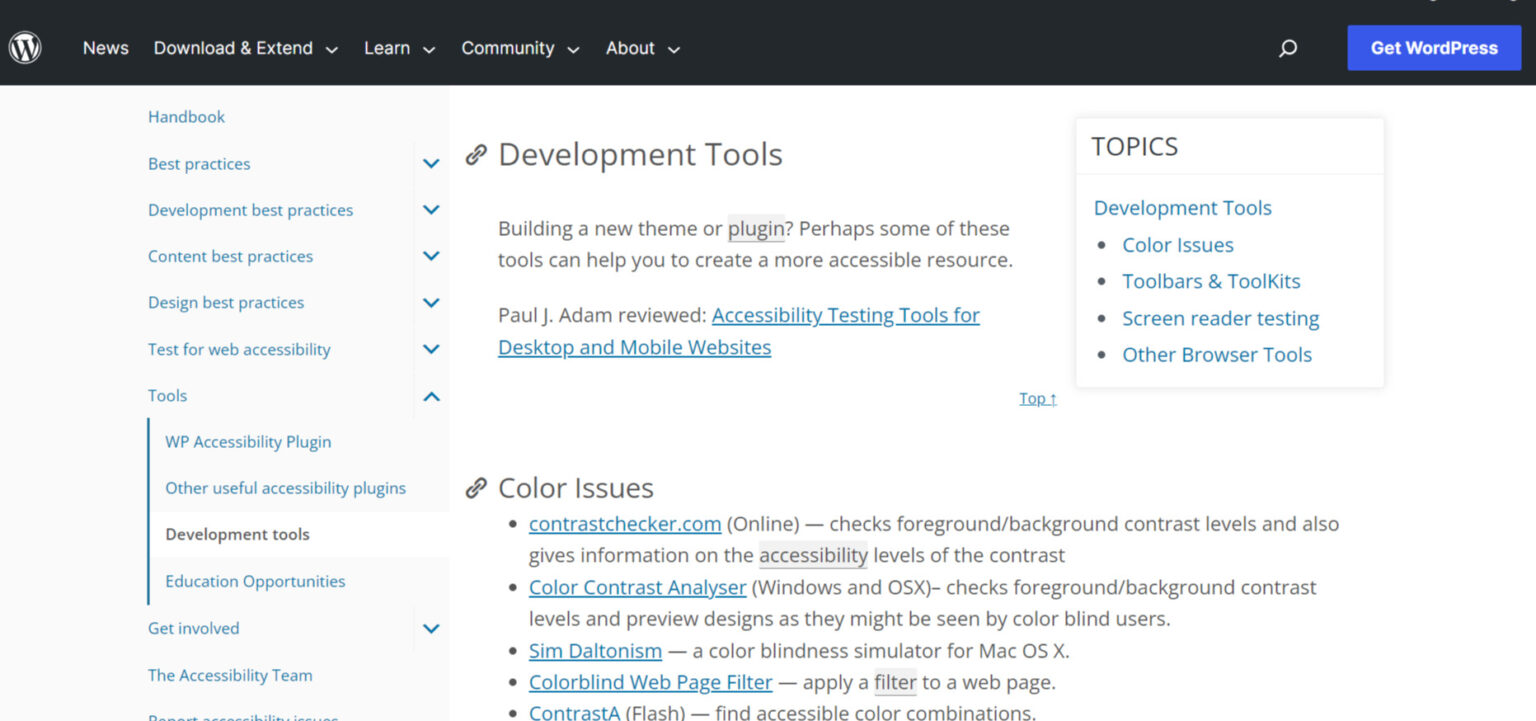 News Download & Extend Learn Community About Get WordPress
Handbook
Best practices
Development best practices
Content best practices
Design best practices
Test for web accessibility
Tools
WP Accessibility Plugin
Other useful accessibility plugins
Development tools
Education Opportunities
Get involved
The Accessibility Team
Report accessibility issues
Development Tools
Building a new theme or plugin? Perhaps some of these
tools can help you to create a more accessible resource.
Paul J. Adam reviewed: Accessibility Testing Tools for
Desktop and Mobile Websites
Top ↑
TOPICS
Development Tools
• Color Issues
• Toolbars & ToolKits
• Screen reader testing
• Other Browser Tools
Color Issues
• contrastchecker.com (Online) — checks foreground/background contrast levels and also
gives information on the accessibility levels of the contrast
• Color Contrast Analyser (Windows and OSX)– checks foreground/background contrast
levels and preview designs as they might be seen by color blind users.
• Sim Daltonism — a color blindness simulator for Mac OS X.
• Colorblind Web Page Filter — apply a filter to a web page.
• ContrastA (Flash) — find accessible color combinations.